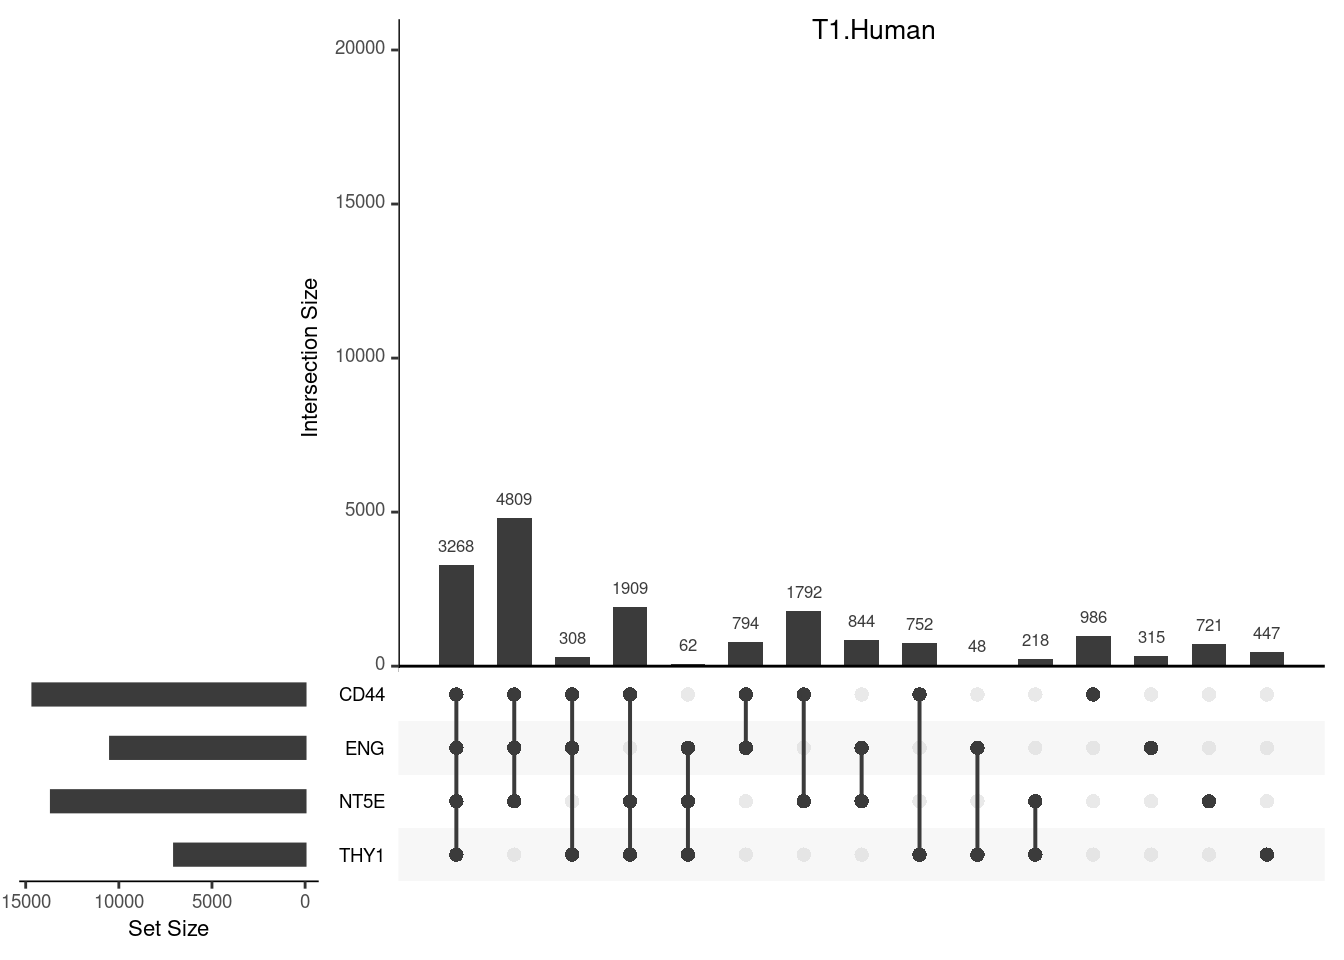 T1.Human
20000
15000
10000
5000
0
Intersection Size
3268
4809
308
1909
62
794
1792
844
752
48
218
986
315
721
447
CD44
ENG
NT5E
THY1
15000 10000 5000 0
Set Size